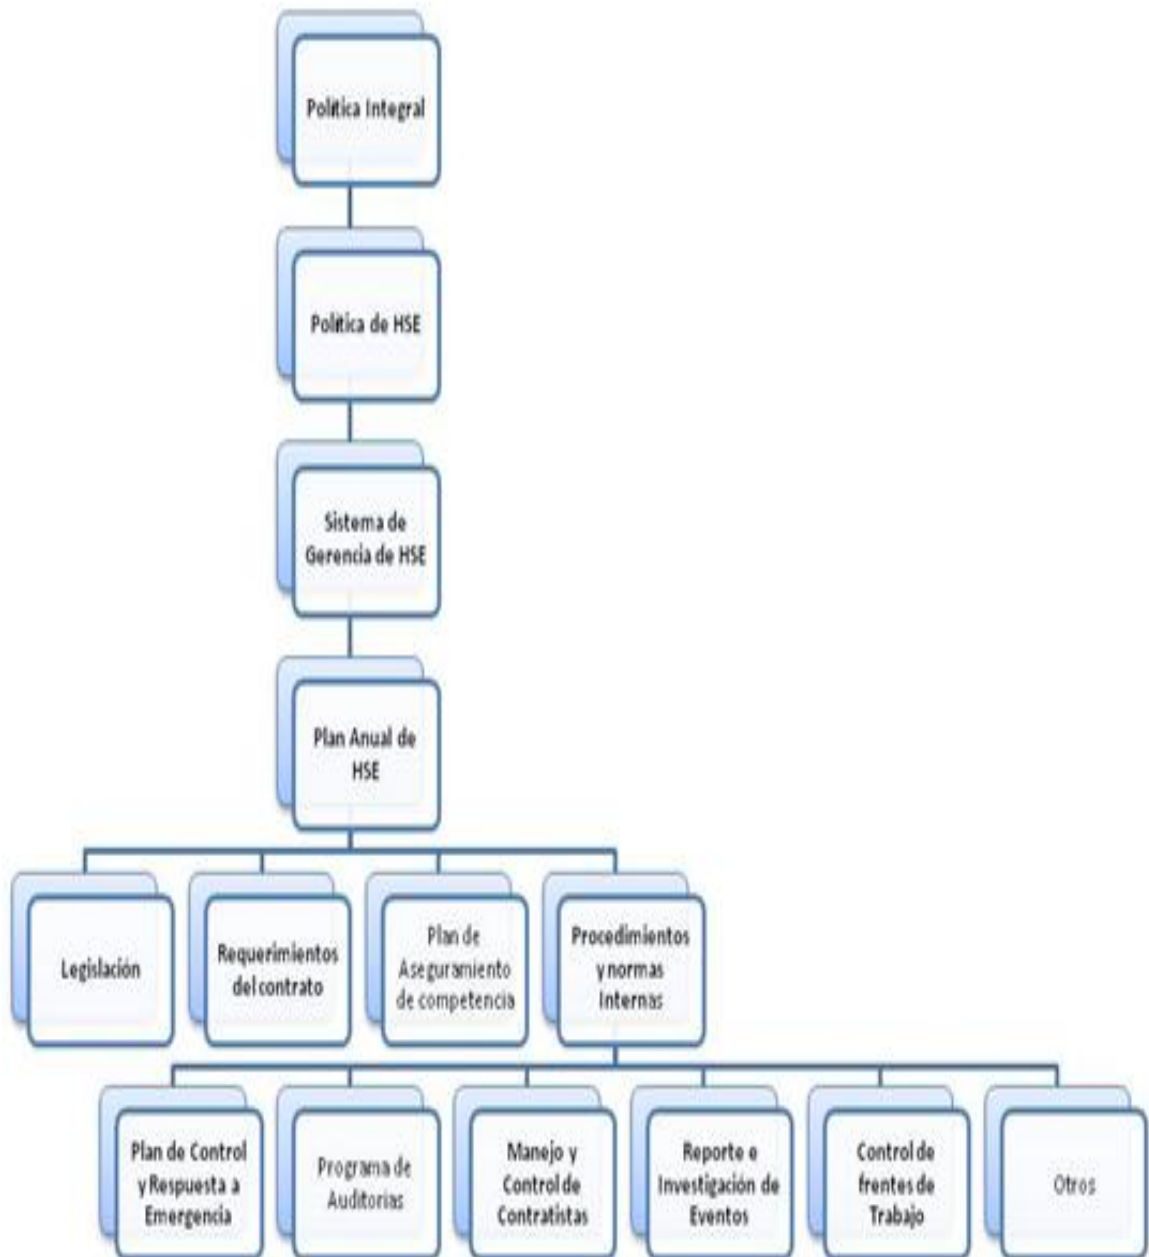 Política Integral
Política de HSE
Sistema de
Gerencia de HSE
Plan Anual de
HSE
Legislación
Requerimientos
del contrato
Plan de
Aseguramiento
de competencia
Procedimientos
y normas
Internas
Plan de Control
y Respuesta a
Emergencia
Programa de
Auditorias
Manejo y
Control de
Contratistas
Reporte e
Investigación de
Eventos
Control de
frentes de
Trabajo
Otros